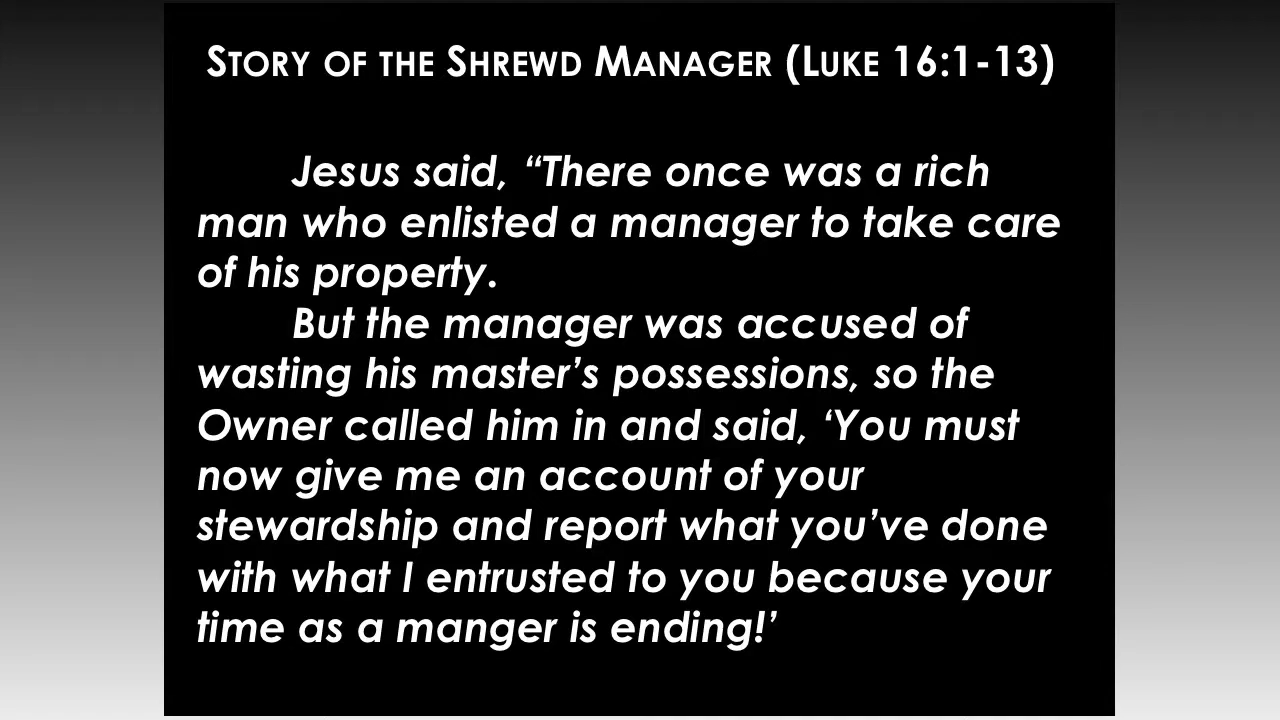 STORY OF THE SHREWD MANAGER (LUKE 16:1-13)
Jesus said, “There once was a rich
man who enlisted a manager to take care
of his property.
But the manager was accused of
wasting his master’s possessions, so the
Owner called him in and said, ‘You must
now give me an account of your
stewardship and report what you’ve done
with what I entrusted to you because your
time as a manger is ending!’